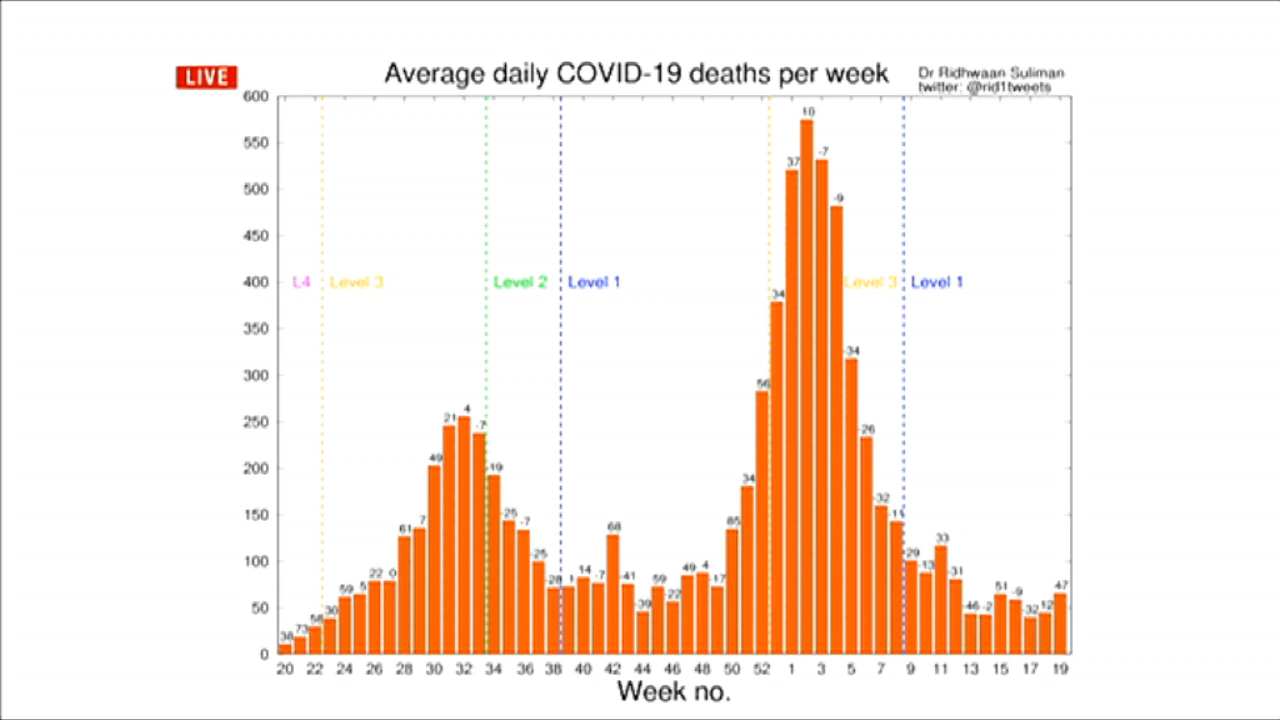 LIVE
Average daily COVID-19 deaths per week
Dr Ridhwaan Suliman
twitter: @rid1tweets
600
550
500
450
400
350
300
250
200
150
100
50
0
L4
Level 3
Level 2
Level 1
Level 3
Level 1
38 73 58 30 59 5 22 0 61 7 49 21 4 -7 -19 -25 -7 -25 -28 1 14 -7 68 -41 -39 59 -22 49 4 -17 85 34 56 34 37 10 -7 -9 -34 -26 -32 -11 -29 -13 33 -31 -46 -2 51 -9 -32 12 47
20 22 24 26 28 30 32 34 36 38 40 42 44 46 48 50 52 1 3 5 7 9 11 13 15 17 19
Week no.